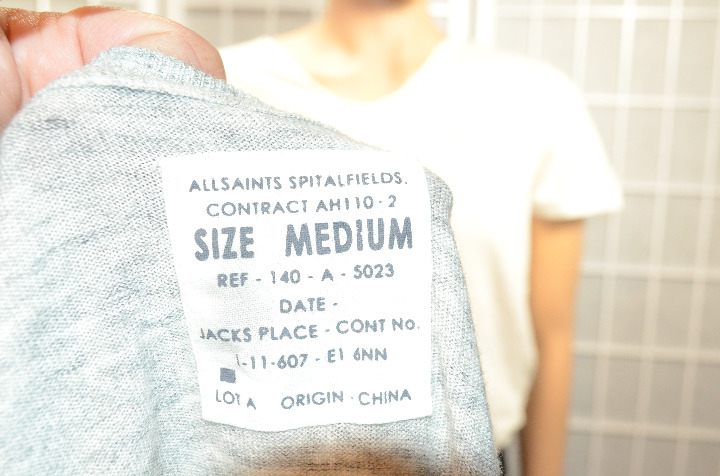 ALLSAINTS SPITALFIELDS.
CONTRACT AH110-2
SIZE MEDIUM
REF - 140 - A - 5023
DATE -
JACKS PLACE - CONT No.
-11-607 - E1 6NN
LOT A ORIGIN - CHINA